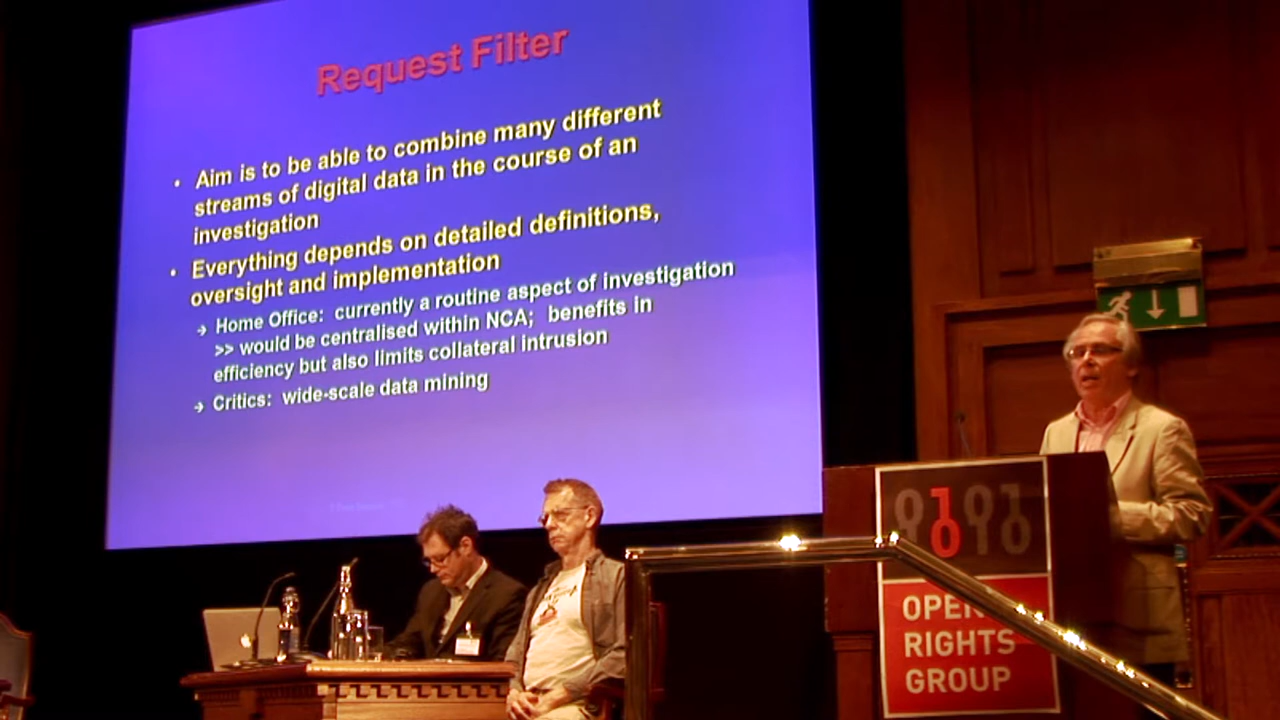 Request Filter
• Aim is to be able to combine many different
streams of digital data in the course of an
investigation
• Everything depends on detailed definitions,
oversight and implementation
→ Home Office: currently a routine aspect of investigation
>> would be centralised within NCA; benefits in
efficiency but also limits collateral intrusion
→ Critics: wide-scale data mining
OPEN
RIGHTS
GROUP